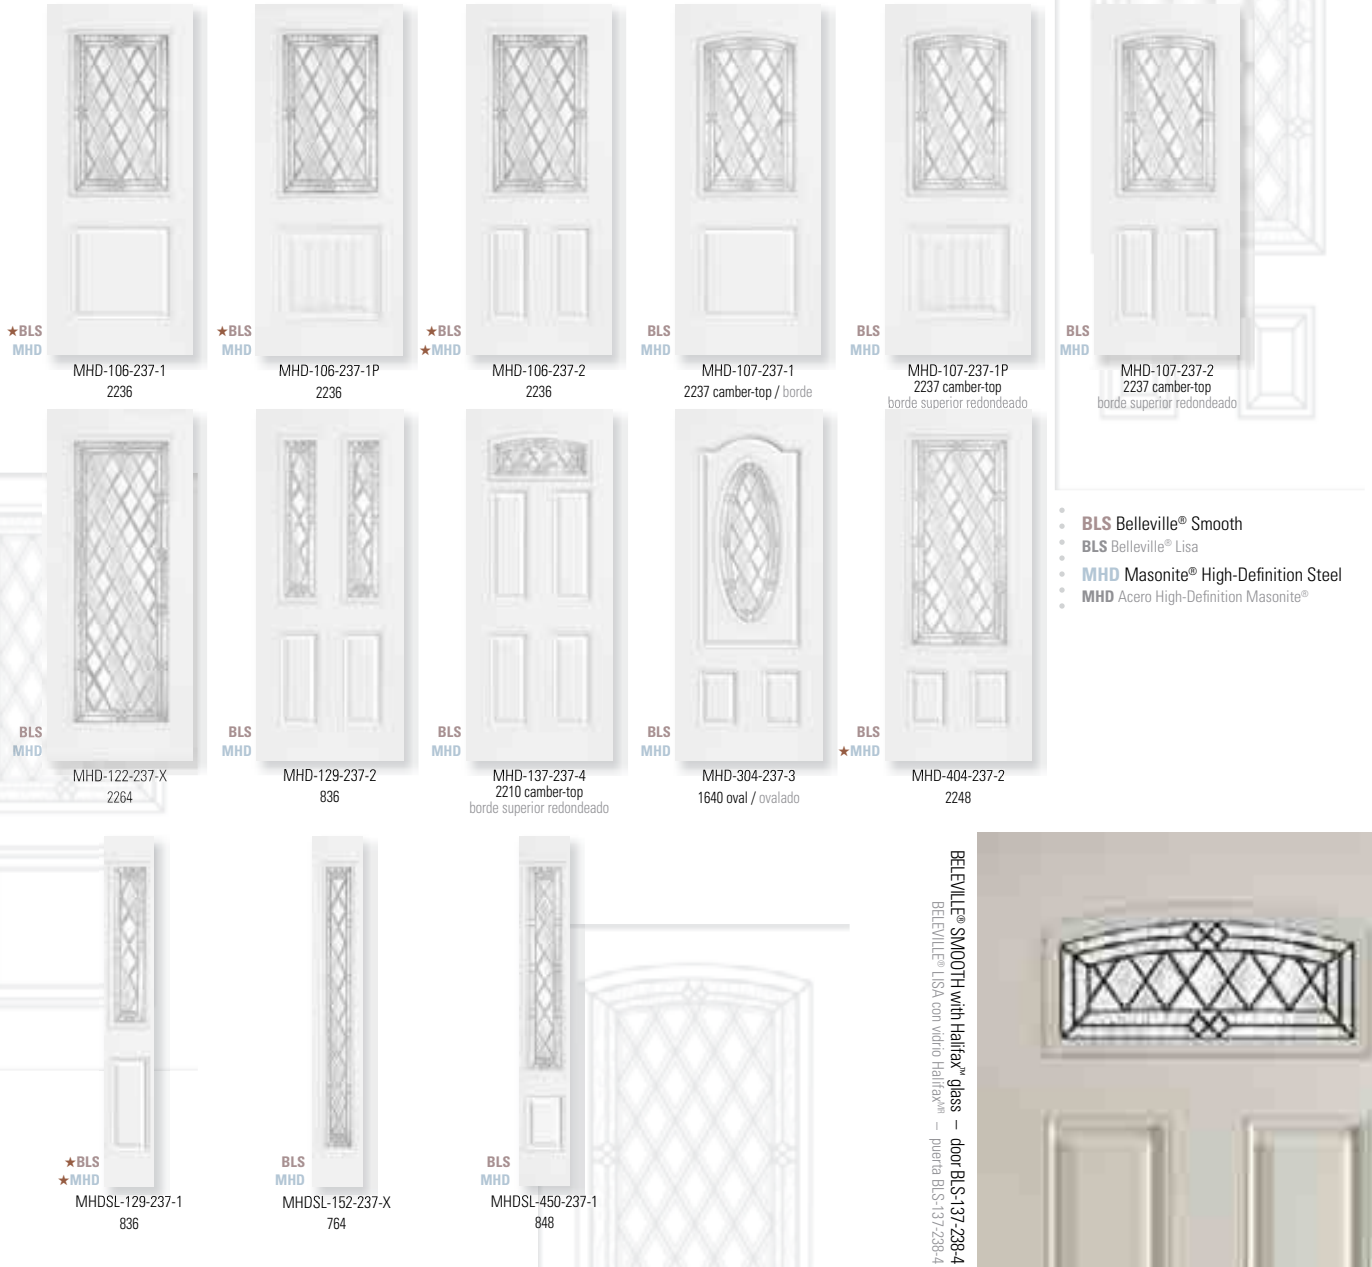 ★BLS
MHD
MHD-106-237-1
2236
★BLS
MHD
MHD-106-237-1P
2236
★BLS
★MHD
MHD-106-237-2
2236
BLS
MHD
MHD-107-237-1
2237 camber-top / borde
BLS
MHD
MHD-107-237-1P
2237 camber-top
borde superior redondeado
BLS
MHD
MHD-107-237-2
2237 camber-top
borde superior redondeado
BLS
MHD
MHD-122-237-X
2264
BLS
MHD
MHD-129-237-2
836
BLS
MHD
MHD-137-237-4
2210 camber-top
borde superior redondeado
BLS
MHD
MHD-304-237-3
1640 oval / ovalado
BLS
★MHD
MHD-404-237-2
2248
BLS Belleville® Smooth
BLS Belleville® Lisa
MHD Masonite® High-Definition Steel
MHD Acero High-Definition Masonite®
★BLS
★MHD
MHDSL-129-237-1
836
BLS
MHD
MHDSL-152-237-X
764
BLS
MHD
MHDSL-450-237-1
848
BELEVILLE® SMOOTH with Halifax™ glass – door BLS-137-238-4
BELEVILLE® LISA con vidrio Halifaxᴹᴿ – puerta BLS-137-238-4